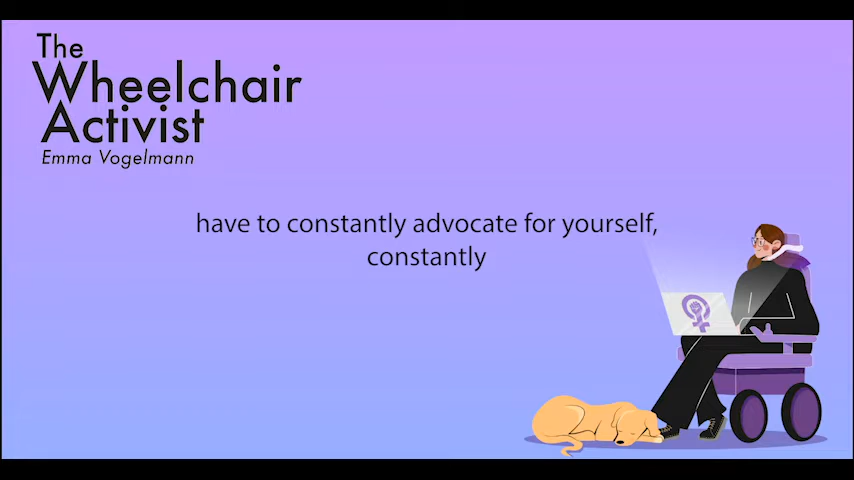 The
Wheelchair
Activist
Emma Vogelmann
have to constantly advocate for yourself,
constantly